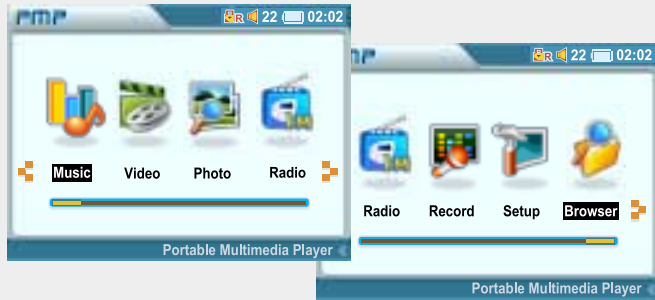 PMP R 22 02:02
Music Video Photo Radio
Portable Multimedia Player
R 22 02:02
Radio Record Setup Browser
Portable Multimedia Player